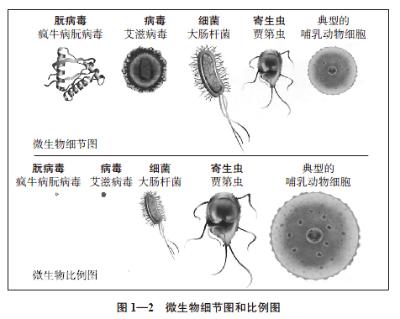 朊病毒 病毒 细菌 寄生虫 典型的
疯牛病朊病毒 艾滋病毒 大肠杆菌 贾第虫 哺乳动物细胞
微生物细节图
朊病毒 病毒 细菌 寄生虫 典型的
疯牛病朊病毒 艾滋病毒 大肠杆菌 贾第虫 哺乳动物细胞
微生物比例图
图 1—2 微生物细节图和比例图